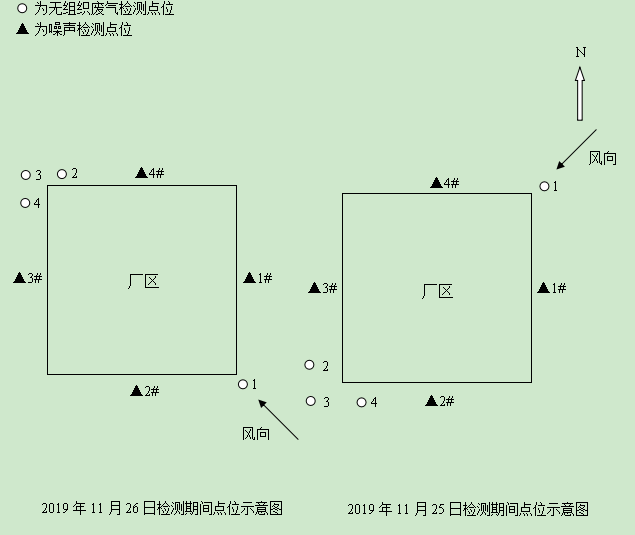 为无组织废气检测点位
为噪声检测点位
N
风向
3
2
4#
4
3#
厂区
1#
2#
1
风向
4#
1
3#
厂区
1#
2
3
4
2#
2019 年 11 月 26 日检测期间点位示意图
2019 年 11 月 25 日检测期间点位示意图